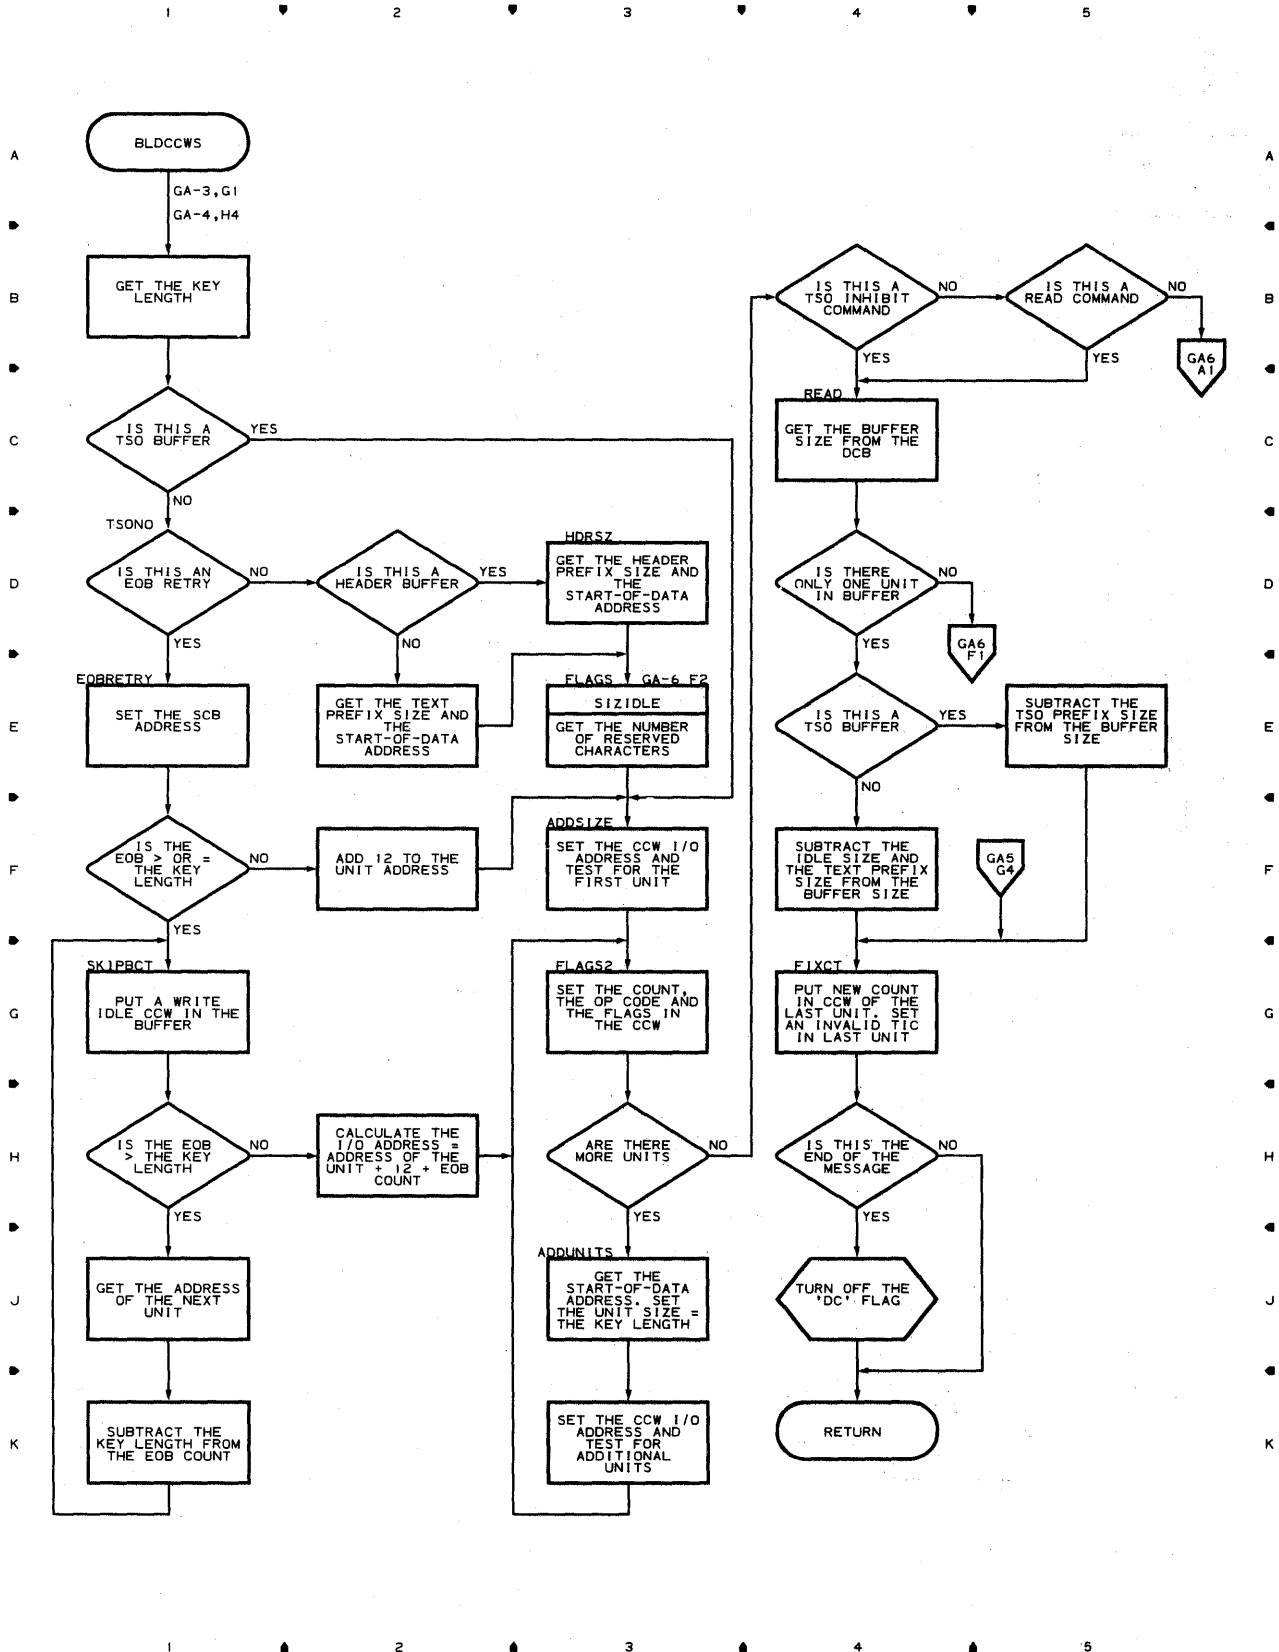 1 2 3 4 5
A
BLDCCWS
A
GA-3,G1
GA-4,H4
B
GET THE KEY
LENGTH
IS THIS A
TSO INHIBIT
COMMAND
NO
YES
IS THIS A
READ COMMAND
NO
YES
B
GA6
A1
C
IS THIS A
TSO BUFFER
YES
NO
READ
GET THE BUFFER
SIZE FROM THE
DCB
C
D
TSONO
IS THIS AN
EOB RETRY
NO
YES
IS THIS A
HEADER BUFFER
YES
NO
HDRSZ
GET THE HEADER
PREFIX SIZE AND
THE
START-OF-DATA
ADDRESS
IS THERE
ONLY ONE UNIT
IN BUFFER
NO
YES
D
GA6
F1
E
EOBRETRY
SET THE SCB
ADDRESS
GET THE TEXT
PREFIX SIZE AND
THE
START-OF-DATA
ADDRESS
FLAGS GA-6 F2
SIZIDLE
GET THE NUMBER
OF RESERVED
CHARACTERS
IS THIS A
TSO BUFFER
YES
NO
SUBTRACT THE
TSO PREFIX SIZE
FROM THE BUFFER
SIZE
E
F
IS THE
EOB > OR =
THE KEY
LENGTH
NO
YES
ADD 12 TO THE
UNIT ADDRESS
ADDSIZE
SET THE CCW I/O
ADDRESS AND
TEST FOR THE
FIRST UNIT
SUBTRACT THE
IDLE SIZE AND
THE TEXT PREFIX
SIZE FROM THE
BUFFER SIZE
GA5
G4
F
G
SKIPBCT
PUT A WRITE
IDLE CCW IN THE
BUFFER
FLAGS2
SET THE COUNT,
THE OP CODE AND
THE FLAGS IN
THE CCW
FIXCT
PUT NEW COUNT
IN CCW OF THE
LAST UNIT. SET
AN INVALID TIC
IN LAST UNIT
G
H
IS THE EOB
> THE KEY
LENGTH
NO
YES
CALCULATE THE
I/O ADDRESS =
ADDRESS OF THE
UNIT + 12 + EOB
COUNT
ARE THERE
MORE UNITS
NO
YES
IS THIS THE
END OF THE
MESSAGE
NO
YES
H
J
GET THE ADDRESS
OF THE NEXT
UNIT
ADDUNITS
GET THE
START-OF-DATA
ADDRESS. SET
THE UNIT SIZE =
THE KEY LENGTH
TURN OFF THE
'DC' FLAG
J
K
SUBTRACT THE
KEY LENGTH FROM
THE EOB COUNT
SET THE CCW I/O
ADDRESS AND
TEST FOR
ADDITIONAL
UNITS
RETURN
K
1 2 3 4 5